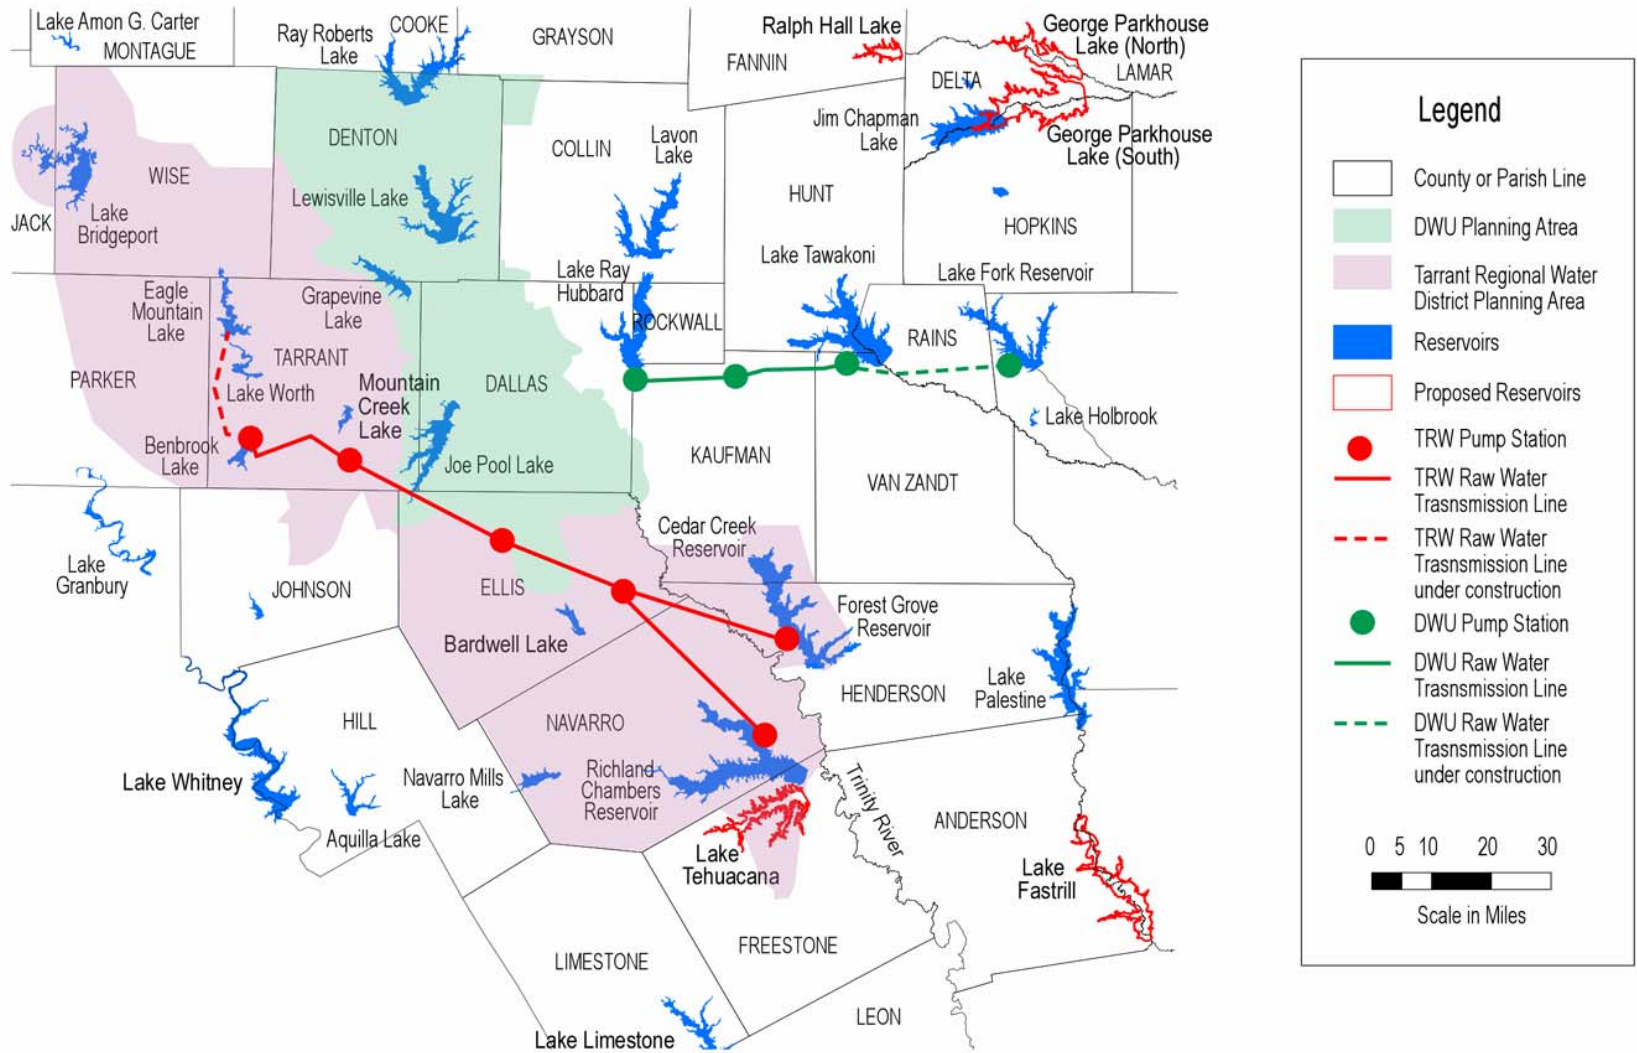 Lake Amon G. Carter
MONTAGUE
Ray Roberts
Lake
COOKE
GRAYSON
FANNIN
Ralph Hall Lake
George Parkhouse
Lake (North)
LAMAR
DELTA
Jim Chapman
Lake
George Parkhouse
Lake (South)
DENTON
COLLIN
Lavon
Lake
WISE
HUNT
Lewisville Lake
JACK
Lake
Bridgeport
HOPKINS
Lake Tawakoni
Lake Fork Reservoir
Lake Ray
Hubbard
Eagle
Mountain
Lake
Grapevine
Lake
ROCKWALL
RAINS
TARRANT
PARKER
Lake Worth
Mountain
Creek
Lake
DALLAS
Lake Holbrook
Benbrook
Lake
Joe Pool Lake
KAUFMAN
VAN ZANDT
Cedar Creek
Reservoir
Lake
Granbury
JOHNSON
ELLIS
Forest Grove
Reservoir
Bardwell Lake
Lake
Palestine
HENDERSON
HILL
NAVARRO
Lake Whitney
Navarro Mills
Lake
Richland
Chambers
Reservoir
Trinity River
Aquilla Lake
ANDERSON
Lake
Tehuacana
Lake
Fastrill
FREESTONE
LIMESTONE
LEON
Lake Limestone
Legend
County or Parish Line
DWU Planning Atrea
Tarrant Regional Water
District Planning Area
Reservoirs
Proposed Reservoirs
TRW Pump Station
TRW Raw Water
Trasnmission Line
TRW Raw Water
Trasnmission Line
under construction
DWU Pump Station
DWU Raw Water
Trasnmission Line
DWU Raw Water
Trasnmission Line
under construction
0 5 10 20 30
Scale in Miles